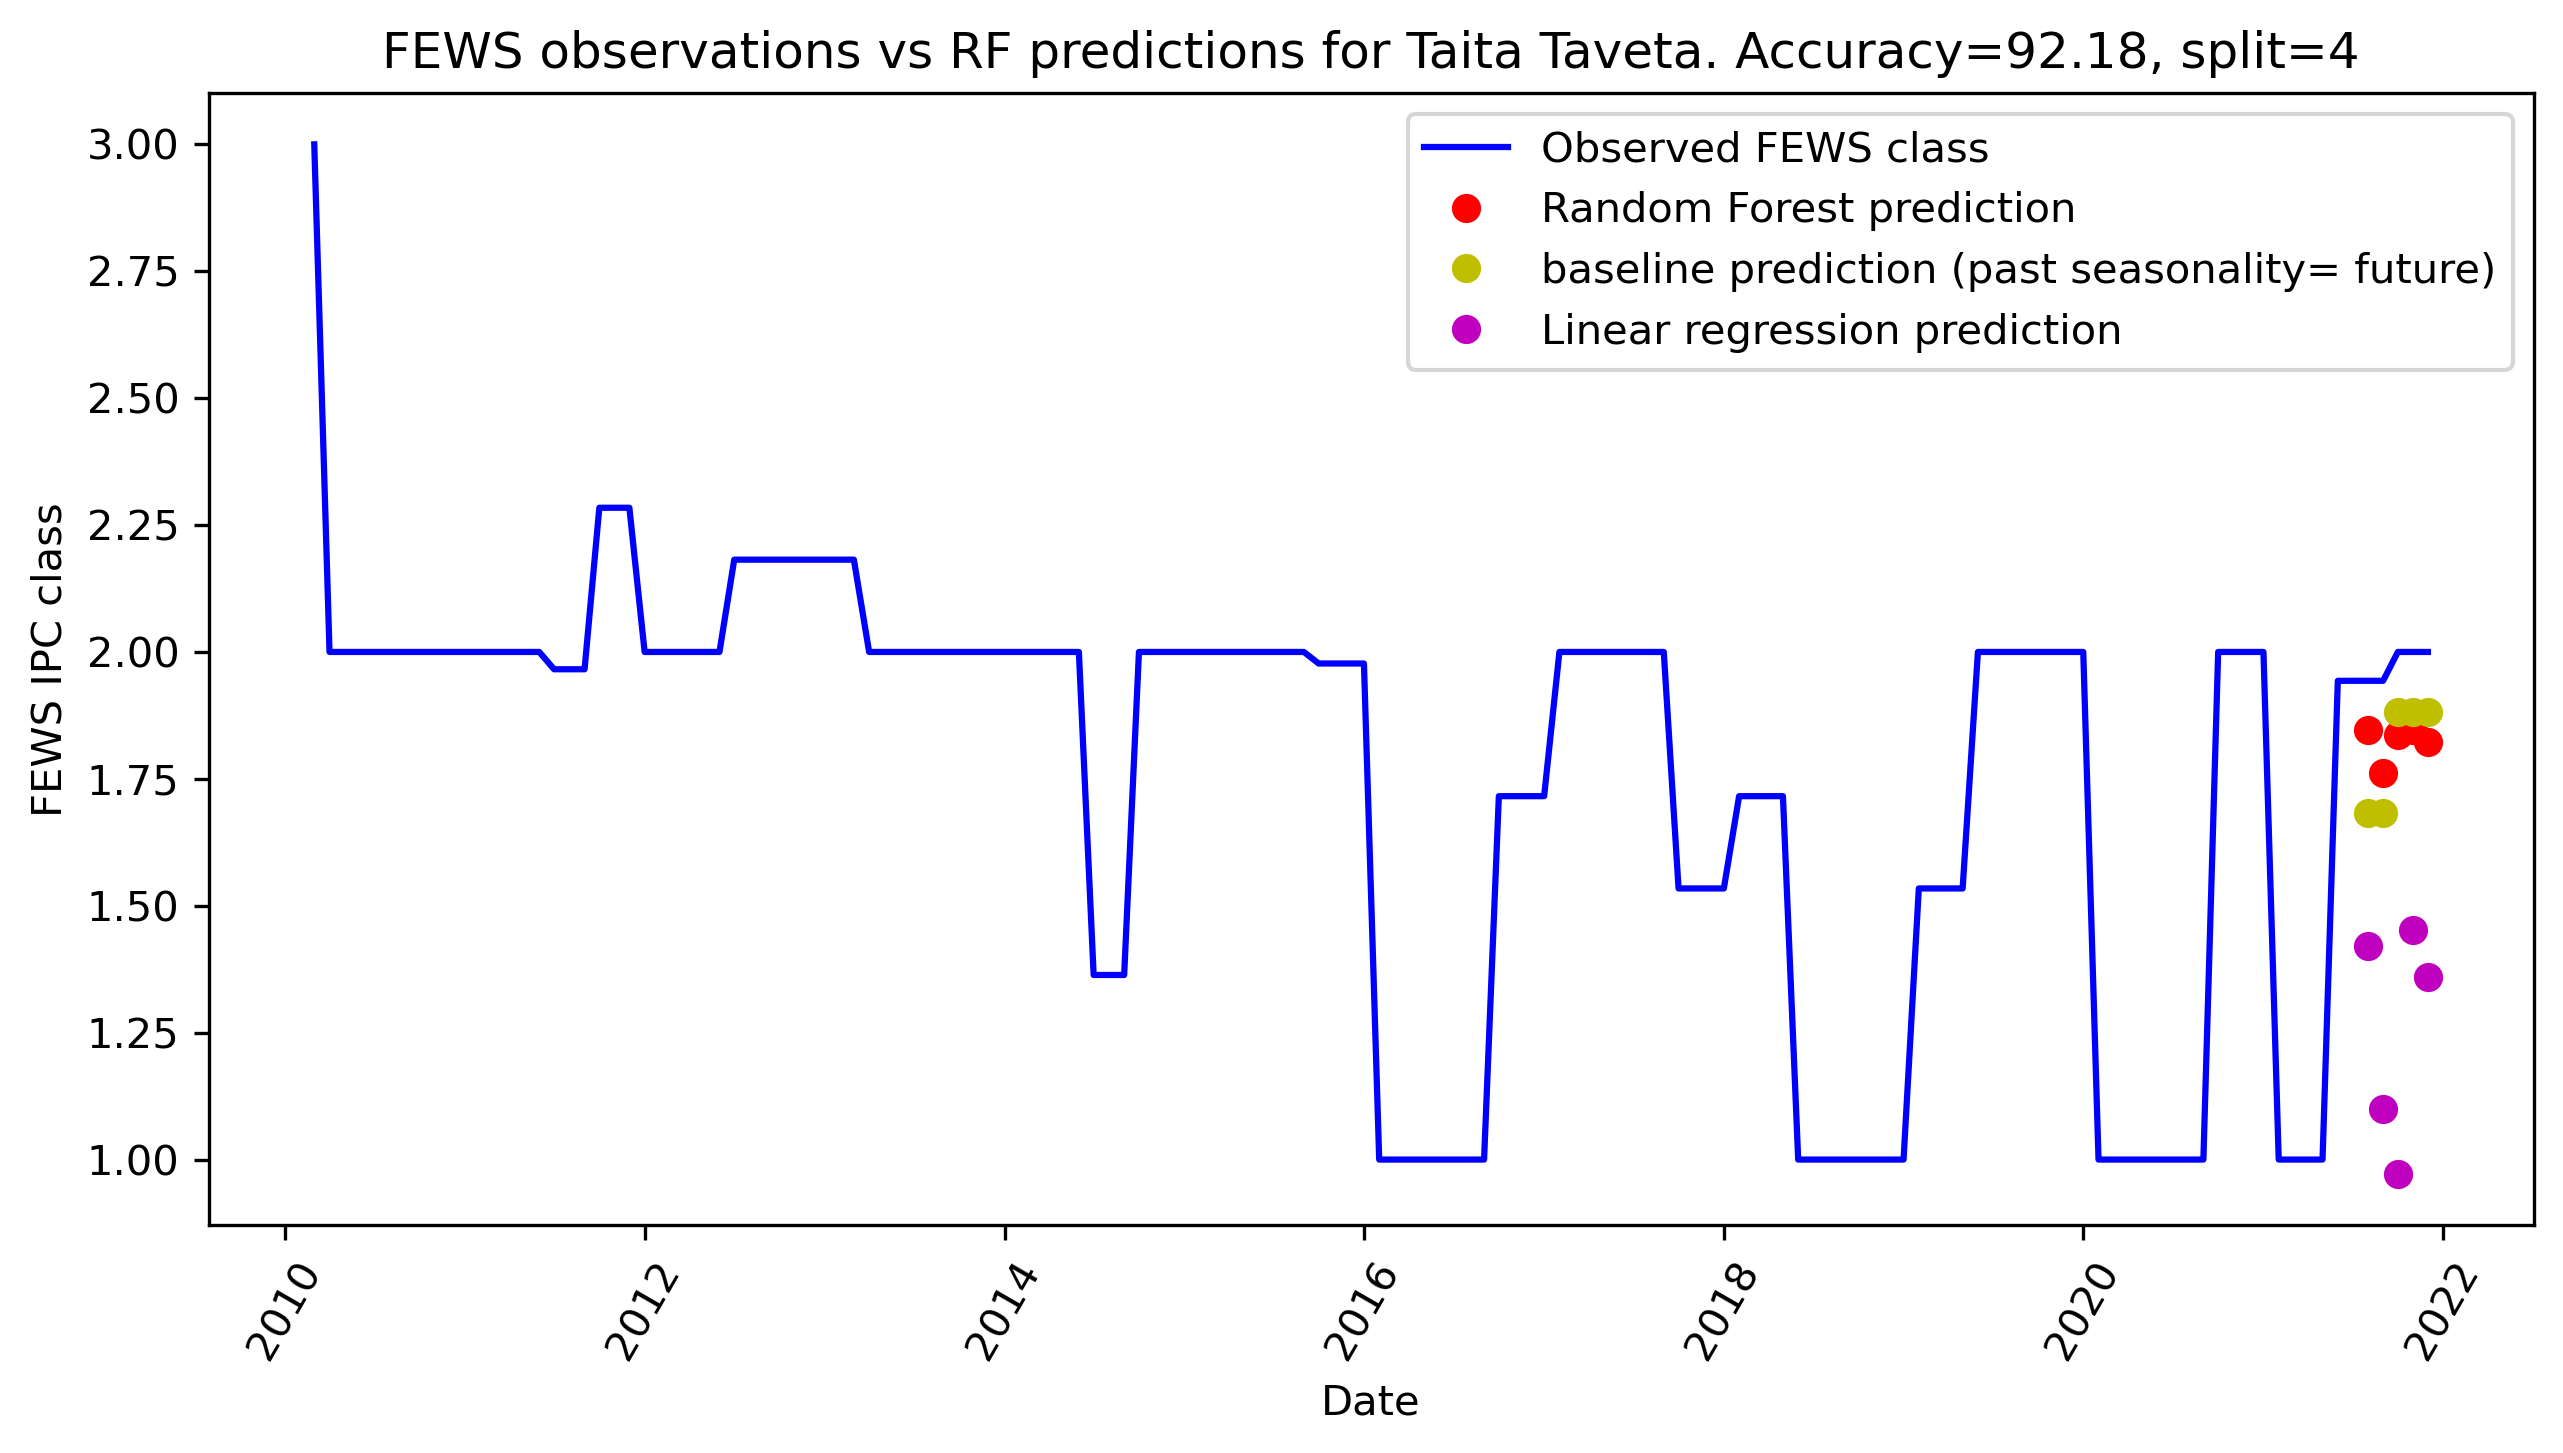 FEWS observations vs RF predictions for Taita Taveta. Accuracy=92.18, split=4
Observed FEWS class
Random Forest prediction
baseline prediction (past seasonality= future)
Linear regression prediction
FEWS IPC class
3.00
2.75
2.50
2.25
2.00
1.75
1.50
1.25
1.00
2010
2012
2014
2016
2018
2020
2022
Date